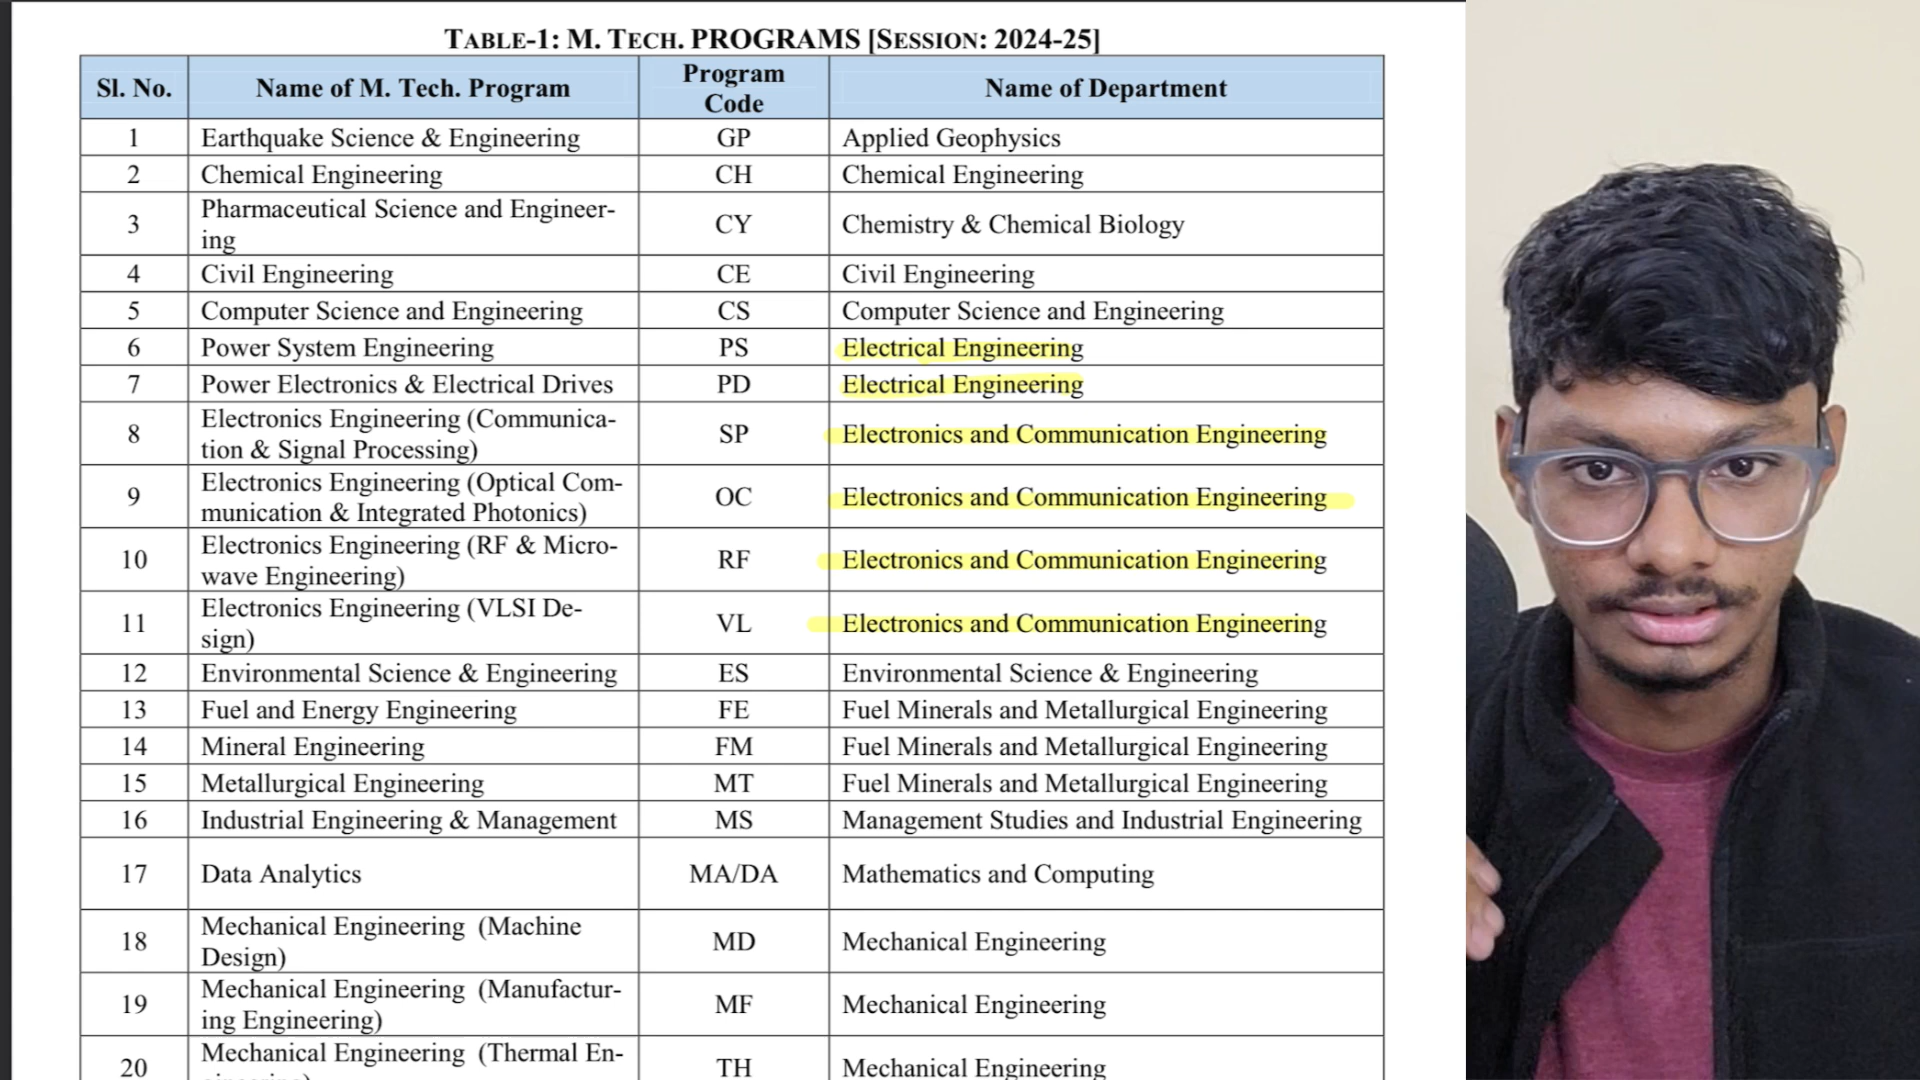 TABLE-1: M. TECH. PROGRAMS [SESSION: 2024-25]
Sl. No. Name of M. Tech. Program Program Code Name of Department
1 Earthquake Science & Engineering GP Applied Geophysics
2 Chemical Engineering CH Chemical Engineering
3 Pharmaceutical Science and Engineer-
ing CY Chemistry & Chemical Biology
4 Civil Engineering CE Civil Engineering
5 Computer Science and Engineering CS Computer Science and Engineering
6 Power System Engineering PS Electrical Engineering
7 Power Electronics & Electrical Drives PD Electrical Engineering
8 Electronics Engineering (Communica-
tion & Signal Processing) SP Electronics and Communication Engineering
9 Electronics Engineering (Optical Com-
munication & Integrated Photonics) OC Electronics and Communication Engineering
10 Electronics Engineering (RF & Micro-
wave Engineering) RF Electronics and Communication Engineering
11 Electronics Engineering (VLSI De-
sign) VL Electronics and Communication Engineering
12 Environmental Science & Engineering ES Environmental Science & Engineering
13 Fuel and Energy Engineering FE Fuel Minerals and Metallurgical Engineering
14 Mineral Engineering FM Fuel Minerals and Metallurgical Engineering
15 Metallurgical Engineering MT Fuel Minerals and Metallurgical Engineering
16 Industrial Engineering & Management MS Management Studies and Industrial Engineering
17 Data Analytics MA/DA Mathematics and Computing
18 Mechanical Engineering (Machine
Design) MD Mechanical Engineering
19 Mechanical Engineering (Manufactur-
ing Engineering) MF Mechanical Engineering
20 Mechanical Engineering (Thermal En-
TH Mechanical Engineering